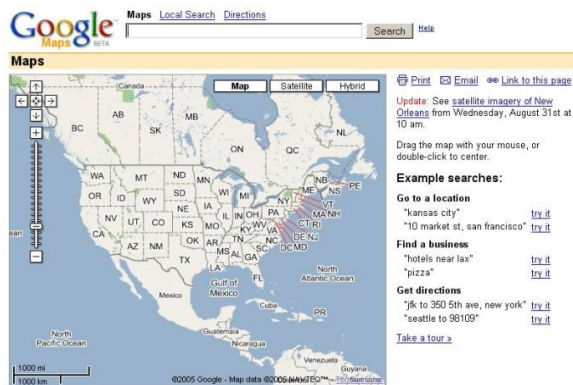 Google
Maps BETA
Maps Local Search Directions
Search Help
Maps
Map Satellite Hybrid
Canada
AB
BC
SK
MB
ON
QC
NL
NB
PE
NS
WA
MT
ND
MN
ME
OR
ID
SD
WI
MI
NY
VT
WY
NE
IA
IL
IN
OH
PA
MA
NH
NV
UT
CO
KS
MO
KY
WV
VA
CT
RI
CA
AZ
NM
OK
AR
TN
NC
DE
NJ
SC
DC
MD
TX
MS
AL
GA
LA
FL
Gulf of
Mexico
North
Atlantic Ocean
Mexico
Cuba
PR
North
Pacific Ocean
Guatemala
Nicaragua
Venezuela
Guyana
1000 mi
1000 km
©2005 Google - Map data ©2005 NAVTEQ™ -
Print Email Link to this page
Update: See satellite imagery of New
Orleans from Wednesday, August 31st at
10 am.
Drag the map with your mouse, or
double-click to center.
Example searches:
Go to a location
"kansas city" try it
"10 market st, san francisco" try it
Find a business
"hotels near lax" try it
"pizza" try it
Get directions
"jfk to 350 5th ave, new york" try it
"seattle to 98109" try it
Take a tour »